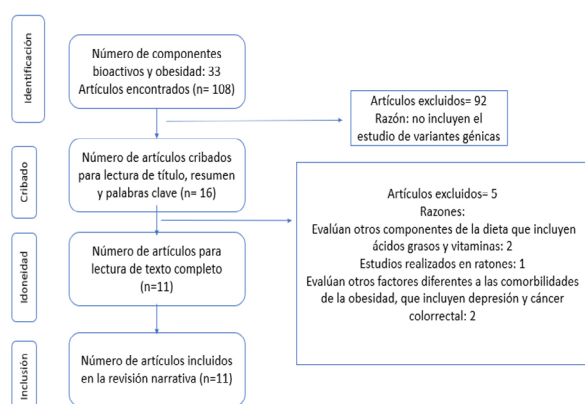 Identificación
Número de componentes
bioactivos y obesidad: 33
Artículos encontrados (n= 108)
Artículos excluidos= 92
Razón: no incluyen el
estudio de variantes génicas
Cribado
Número de artículos cribados
para lectura de título, resumen
y palabras clave (n= 16)
Artículos excluidos= 5
Razones:
Evalúan otros componentes de la dieta que incluyen
ácidos grasos y vitaminas: 2
Estudios realizados en ratones: 1
Evalúan otros factores diferentes a las comorbilidades
de la obesidad, que incluyen depresión y cáncer
colorrectal: 2
Idoneidad
Número de artículos para
lectura de texto completo
(n=11)
Inclusión
Número de artículos incluidos
en la revisión narrativa (n=11)